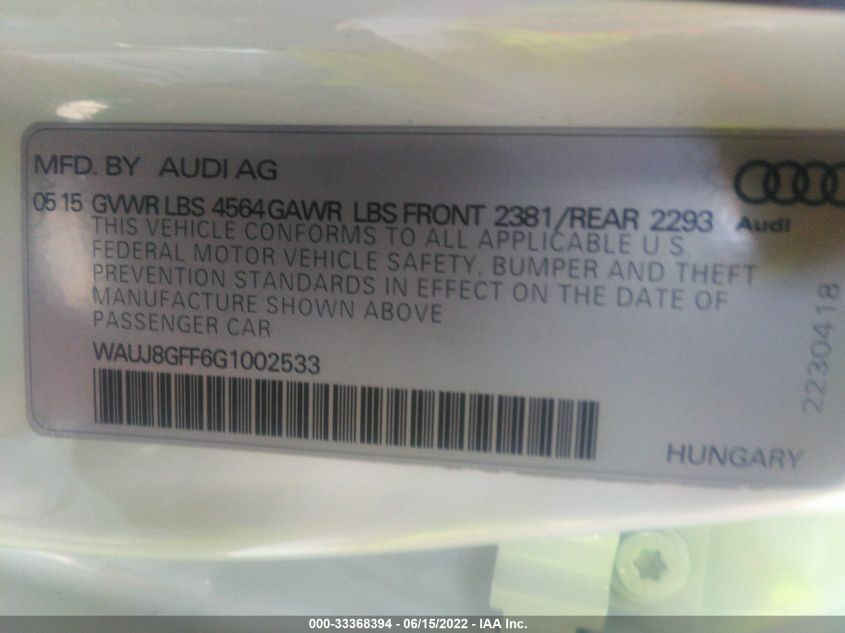 MFD. BY AUDI AG
0515 GVWR LBS 4564 GAWR LBS FRONT 2381/REAR 2293
Audi
THIS VEHICLE CONFORMS TO ALL APPLICABLE U.S.
FEDERAL MOTOR VEHICLE SAFETY, BUMPER AND THEFT
PREVENTION STANDARDS IN EFFECT ON THE DATE OF
MANUFACTURE SHOWN ABOVE
PASSENGER CAR
WAUJ8GFF6G1002533
2230418
HUNGARY
000-33368394 - 06/15/2022 - IAA Inc.